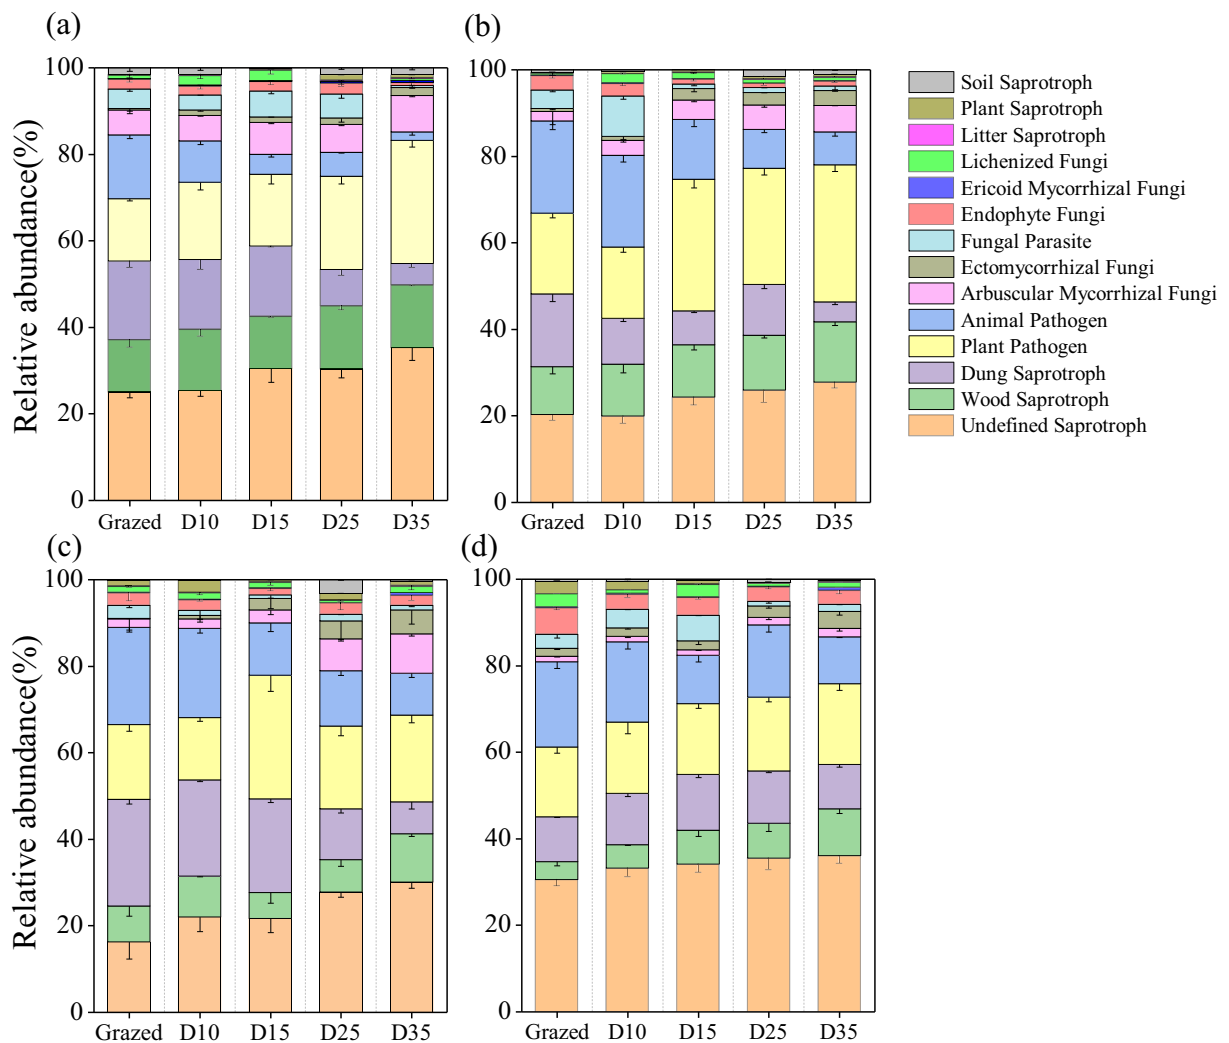 (a)
Relative abundance(%)
100
80
60
40
20
0
Grazed D10 D15 D25 D35
(b)
100
80
60
40
20
0
Grazed D10 D15 D25 D35
Soil Saprotroph
Plant Saprotroph
Litter Saprotroph
Lichenized Fungi
Ericoid Mycorrhizal Fungi
Endophyte Fungi
Fungal Parasite
Ectomycorrhizal Fungi
Arbuscular Mycorrhizal Fungi
Animal Pathogen
Plant Pathogen
Dung Saprotroph
Wood Saprotroph
Undefined Saprotroph
(c)
Relative abundance(%)
100
80
60
40
20
0
Grazed D10 D15 D25 D35
(d)
100
80
60
40
20
0
Grazed D10 D15 D25 D35